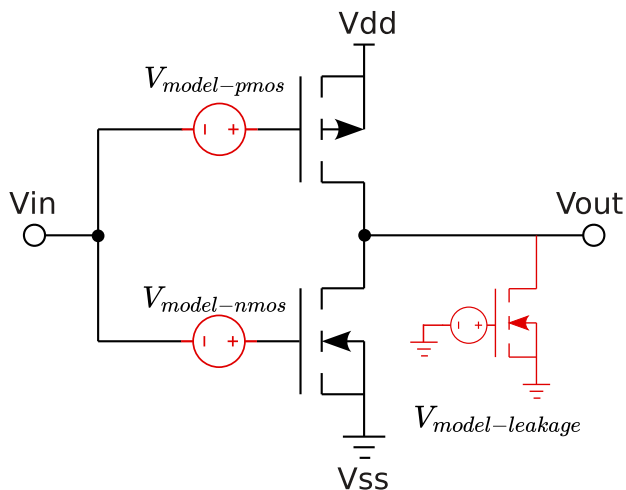 Vdd
V_{model-pmos}
Vin
Vout
V_{model-nmos}
V_{model-leakage}
Vss